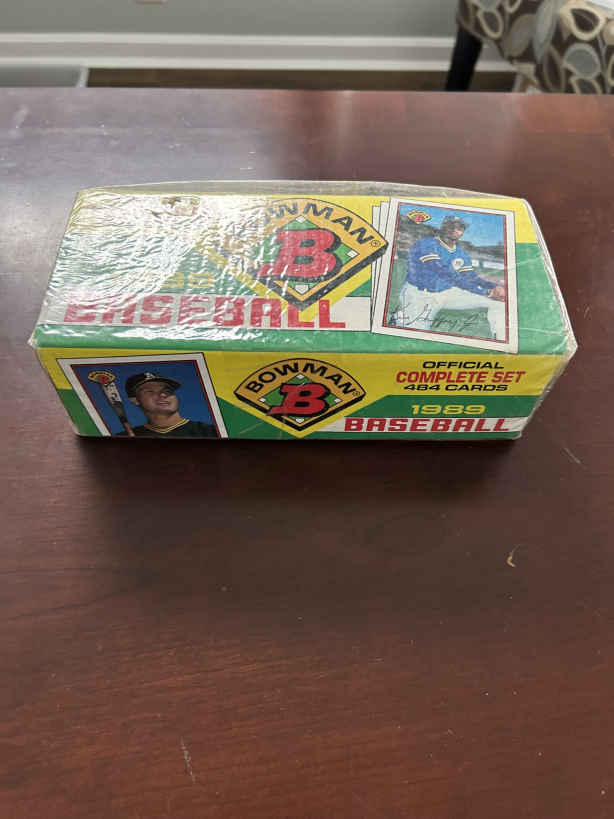 BOWMAN®
B
BASEBALL
BOWMAN®
B
OFFICIAL
COMPLETE SET
484 CARDS
1989
BASEBALL